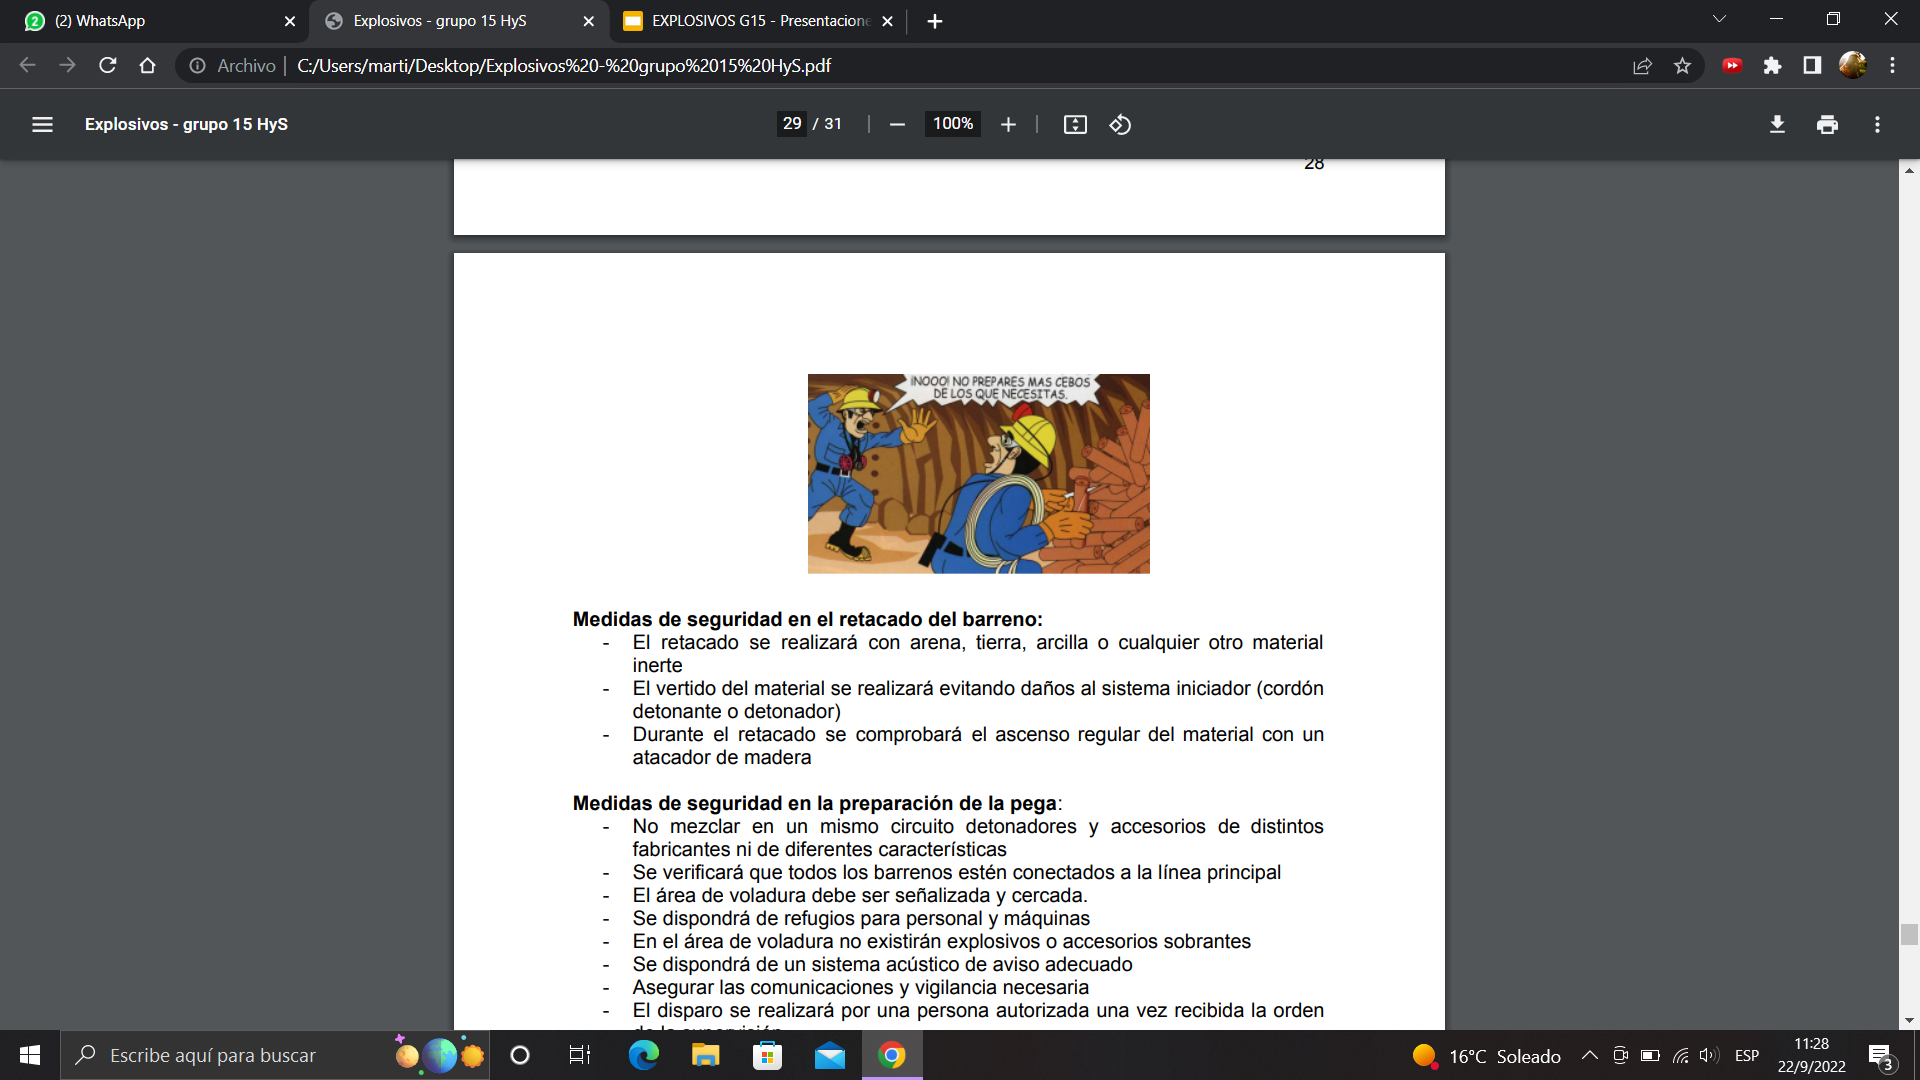 (2) WhatsApp
Explosivos - grupo 15 HyS
EXPLOSIVOS G15 - Presentacione
Archivo
C:/Users/marti/Desktop/Explosivos%20-%20grupo%2015%20HyS.pdf
Explosivos - grupo 15 HyS
29 / 31
100%
28
¡NOOO! NO PREPARES MAS CEBOS
DE LOS QUE NECESITAS.
Medidas de seguridad en el retacado del barreno:
- El retacado se realizará con arena, tierra, arcilla o cualquier otro material
inerte
- El vertido del material se realizará evitando daños al sistema iniciador (cordón
detonante o detonador)
- Durante el retacado se comprobará el ascenso regular del material con un
atacador de madera
Medidas de seguridad en la preparación de la pega:
- No mezclar en un mismo circuito detonadores y accesorios de distintos
fabricantes ni de diferentes características
- Se verificará que todos los barrenos estén conectados a la línea principal
- El área de voladura debe ser señalizada y cercada.
- Se dispondrá de refugios para personal y máquinas
- En el área de voladura no existirán explosivos o accesorios sobrantes
- Se dispondrá de un sistema acústico de aviso adecuado
- Asegurar las comunicaciones y vigilancia necesaria
- El disparo se realizará por una persona autorizada una vez recibida la orden
de la supervisión
Escribe aquí para buscar
16°C Soleado
ESP
11:28
22/9/2022
3